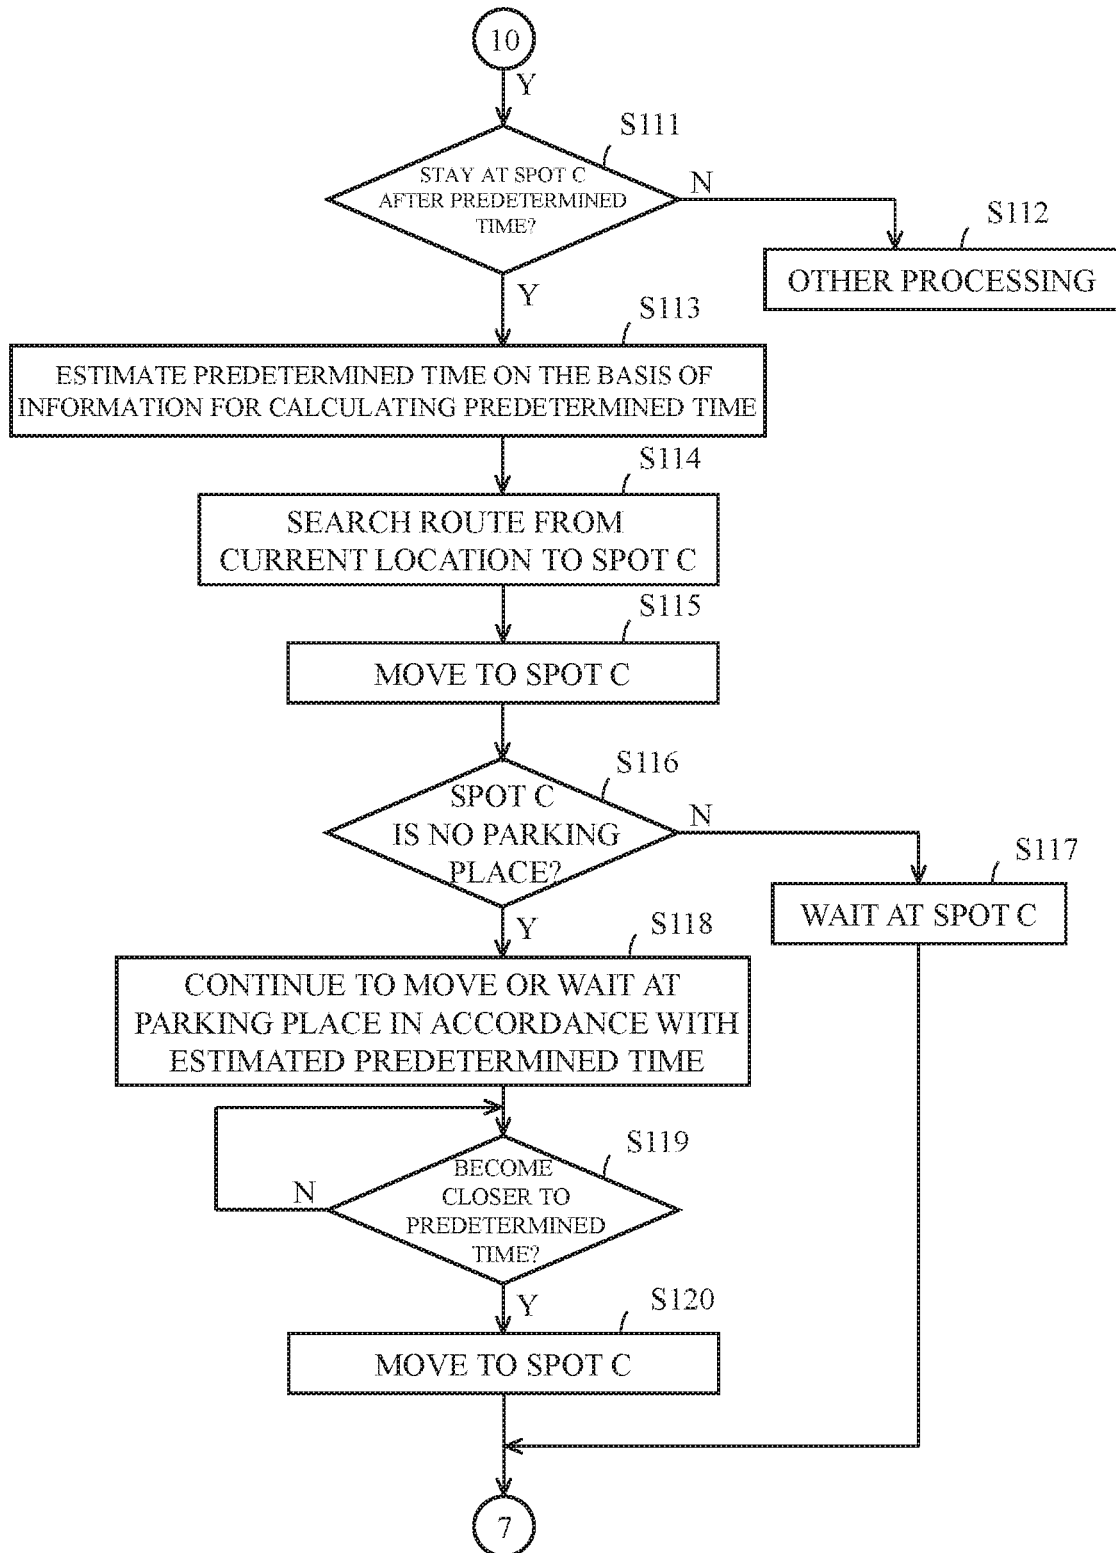 10
Y
S111
STAY AT SPOT C
AFTER PREDETERMINED
TIME?
N
S112
OTHER PROCESSING
Y
S113
ESTIMATE PREDETERMINED TIME ON THE BASIS OF
INFORMATION FOR CALCULATING PREDETERMINED TIME
S114
SEARCH ROUTE FROM
CURRENT LOCATION TO SPOT C
S115
MOVE TO SPOT C
S116
SPOT C
IS NO PARKING
PLACE?
N
S117
WAIT AT SPOT C
Y
S118
CONTINUE TO MOVE OR WAIT AT
PARKING PLACE IN ACCORDANCE WITH
ESTIMATED PREDETERMINED TIME
S119
BECOME
CLOSER TO
PREDETERMINED
TIME?
N
Y
S120
MOVE TO SPOT C
7